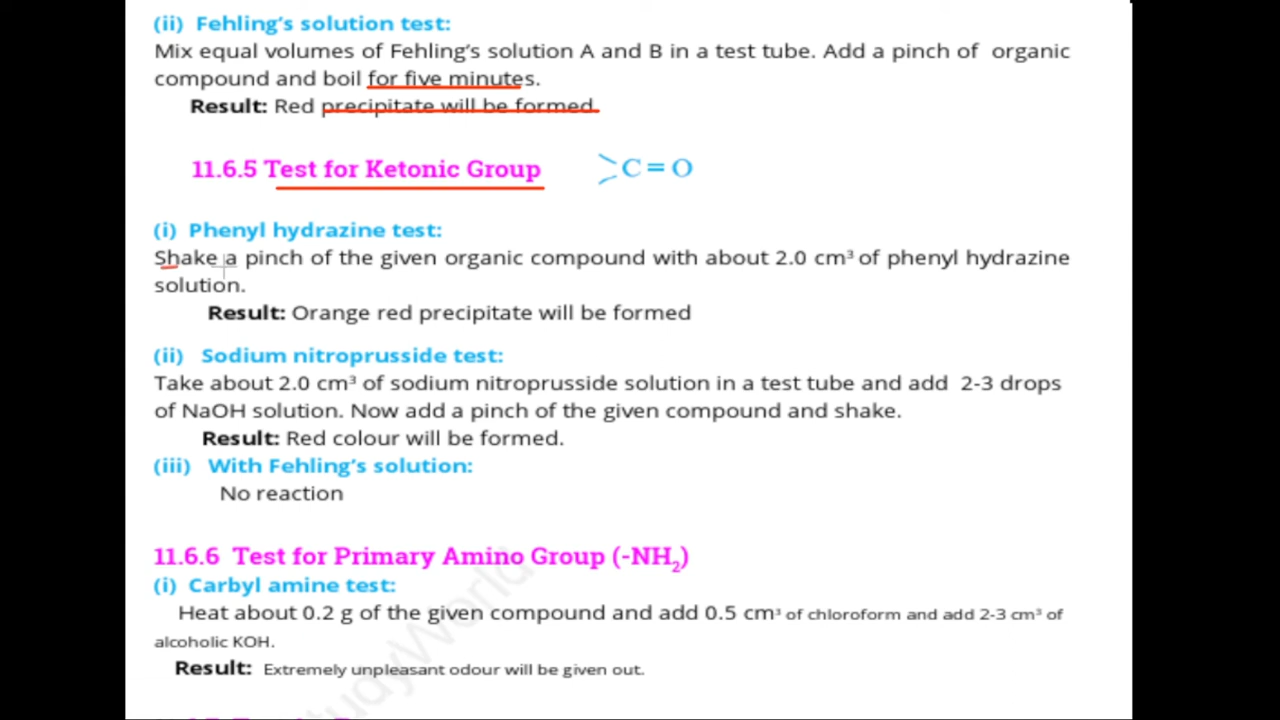 (ii) Fehling's solution test:
Mix equal volumes of Fehling's solution A and B in a test tube. Add a pinch of organic
compound and boil for five minutes.
Result: Red precipitate will be formed.
11.6.5 Test for Ketonic Group >C=O
(i) Phenyl hydrazine test:
Shake a pinch of the given organic compound with about 2.0 cm³ of phenyl hydrazine
solution.
Result: Orange red precipitate will be formed
(ii) Sodium nitroprusside test:
Take about 2.0 cm³ of sodium nitroprusside solution in a test tube and add 2-3 drops
of NaOH solution. Now add a pinch of the given compound and shake.
Result: Red colour will be formed.
(iii) With Fehling's solution:
No reaction
11.6.6 Test for Primary Amino Group (-NH₂)
(i) Carbyl amine test:
Heat about 0.2 g of the given compound and add 0.5 cm³ of chloroform and add 2-3 cm³ of
alcoholic KOH.
Result: Extremely unpleasant odour will be given out.